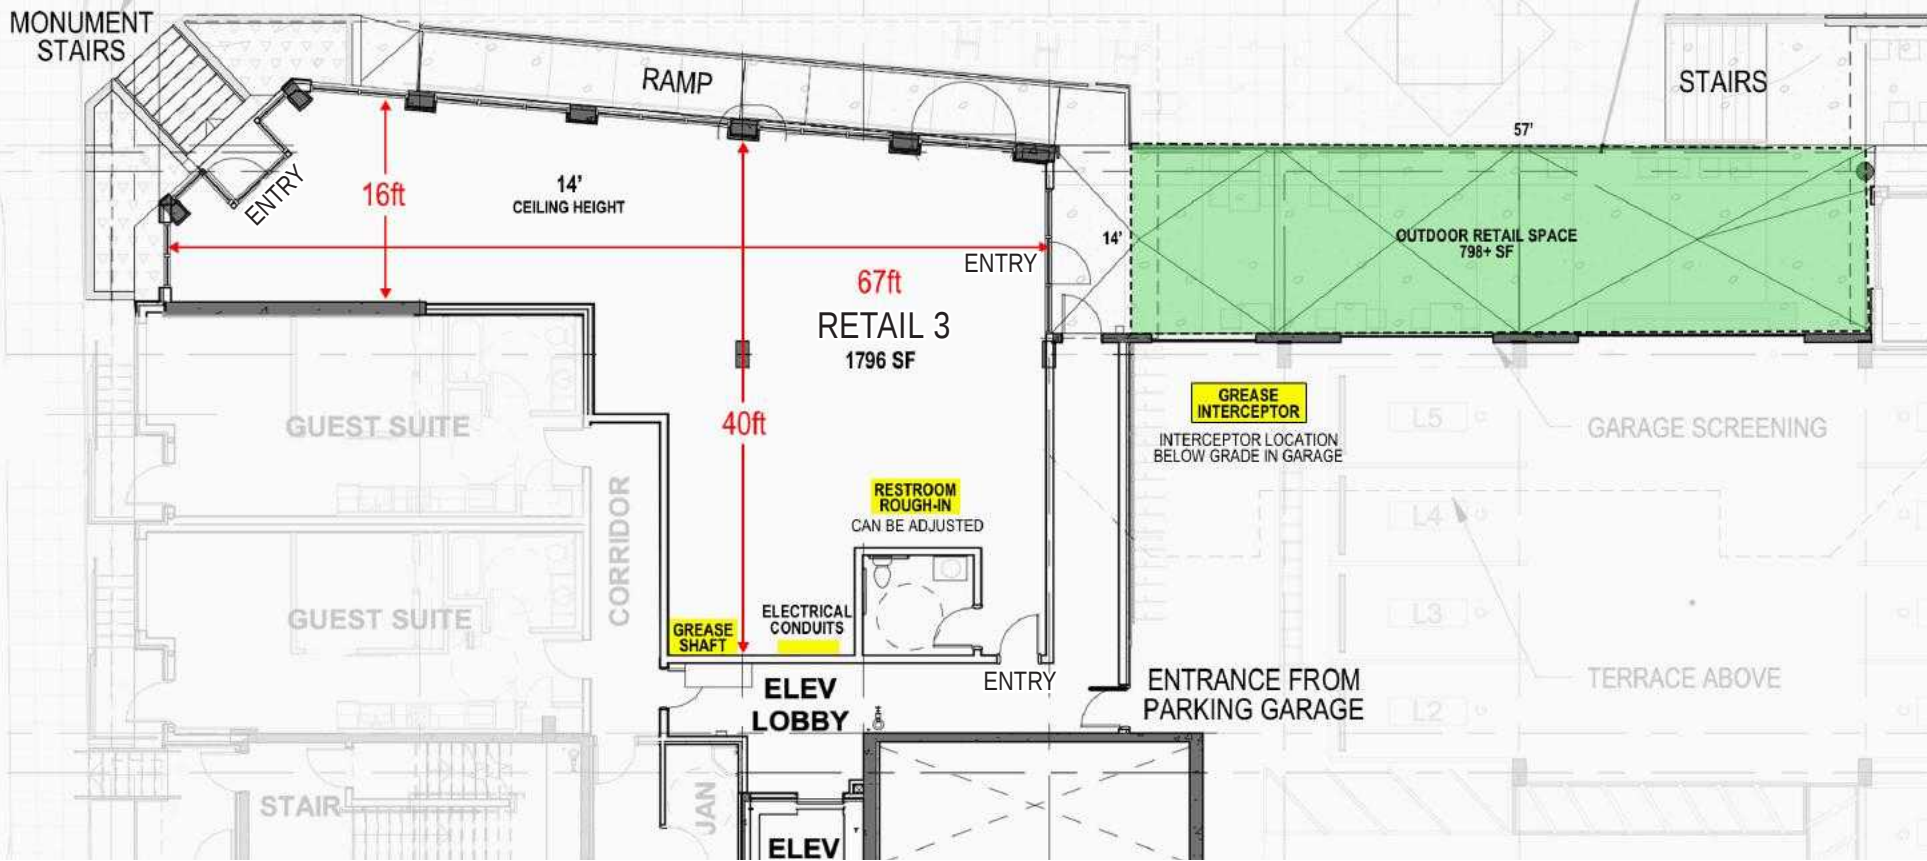 MONUMENT
STAIRS
RAMP
STAIRS
57'
ENTRY
16ft
14'
CEILING HEIGHT
ENTRY
14'
OUTDOOR RETAIL SPACE
798+ SF
67ft
RETAIL 3
1796 SF
40ft
GREASE
INTERCEPTOR
INTERCEPTOR LOCATION
BELOW GRADE IN GARAGE
L5
GARAGE SCREENING
GUEST SUITE
CORRIDOR
RESTROOM
ROUGH-IN
CAN BE ADJUSTED
L4
GUEST SUITE
GREASE
SHAFT
ELECTRICAL
CONDUITS
L3
ENTRY
ELEV
LOBBY
ENTRANCE FROM
PARKING GARAGE
TERRACE ABOVE
L2
STAIR
JAN
ELEV